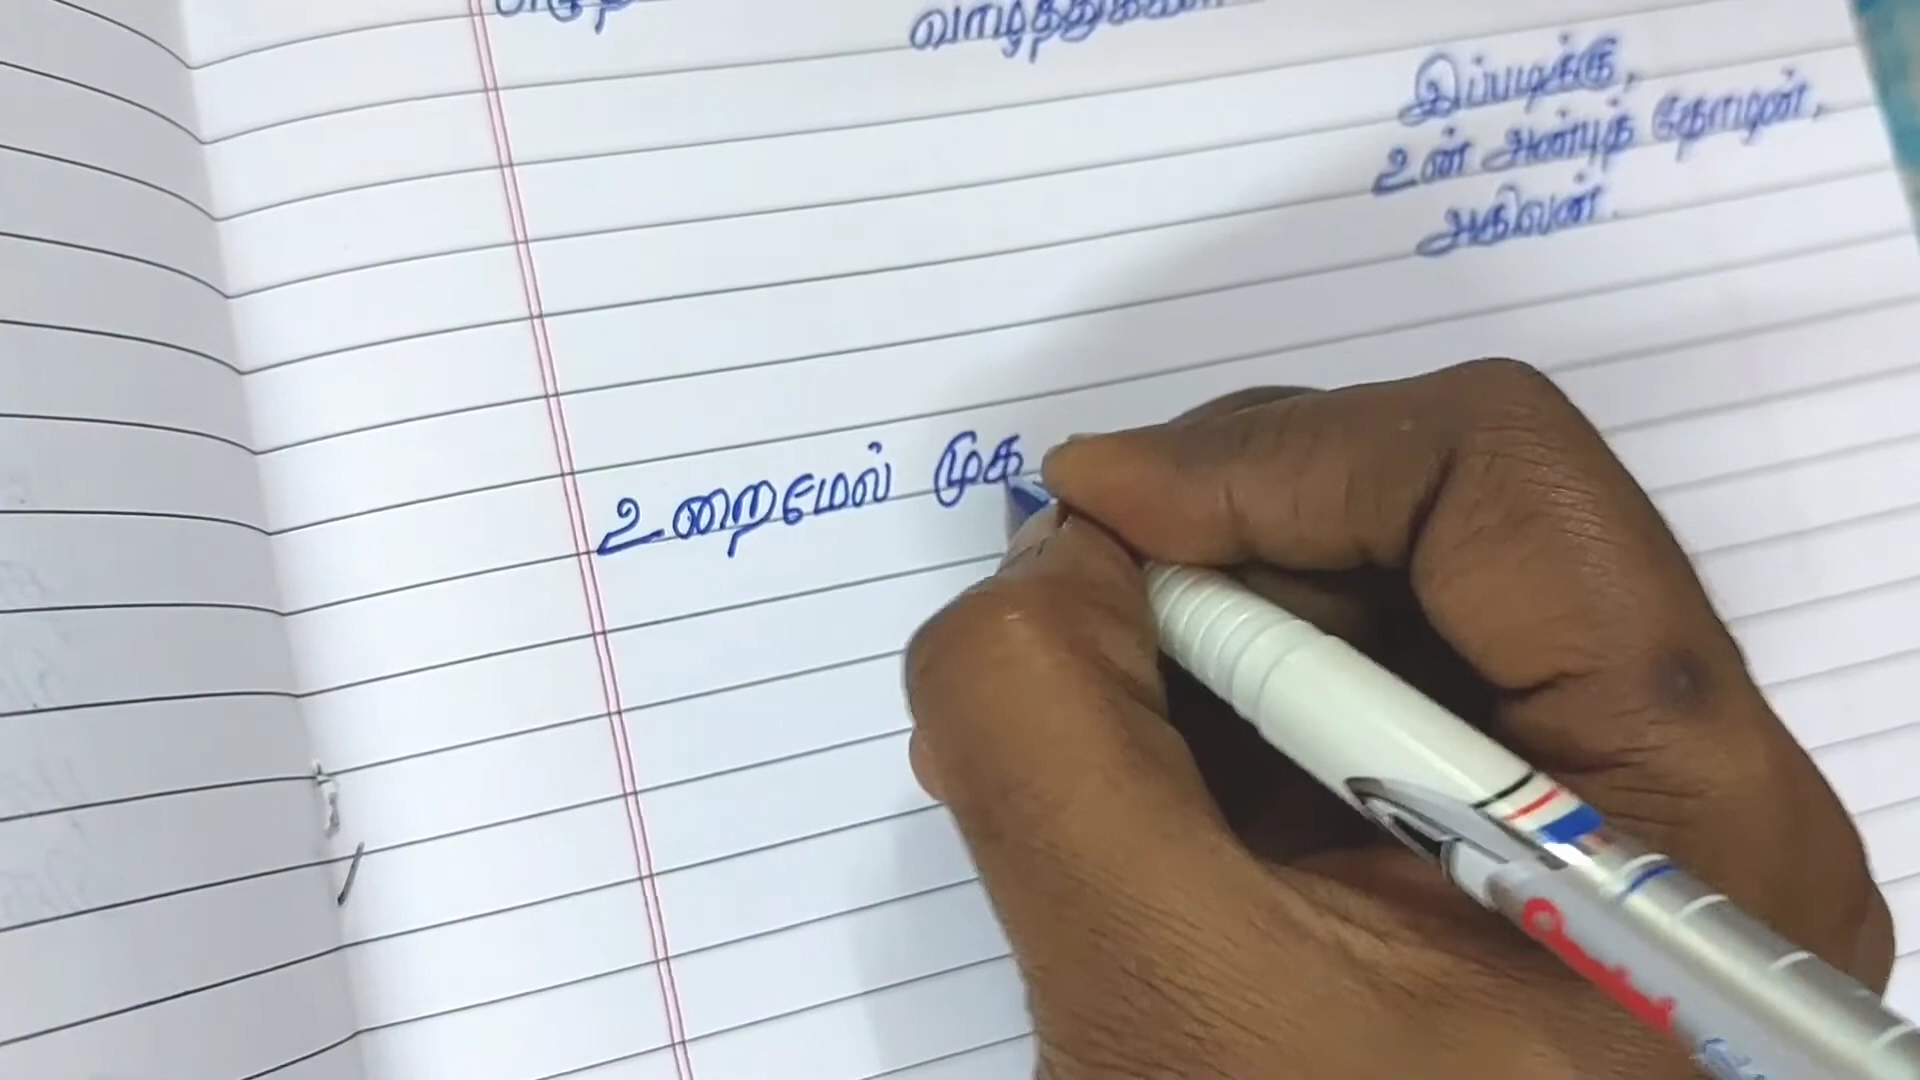 வாழ்த்துக்கள்
இப்படிக்கு,
உன் அன்புத் தோழன்,
அகிலன்.
உறைமேல் முக